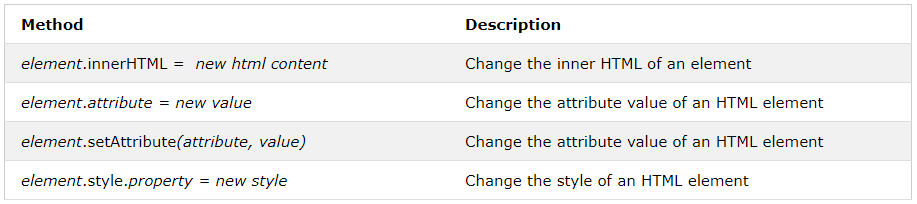 Method Description
element.innerHTML =  new html content Change the inner HTML of an element
element.attribute = new value Change the attribute value of an HTML element
element.setAttribute(attribute, value) Change the attribute value of an HTML element
element.style.property = new style Change the style of an HTML element